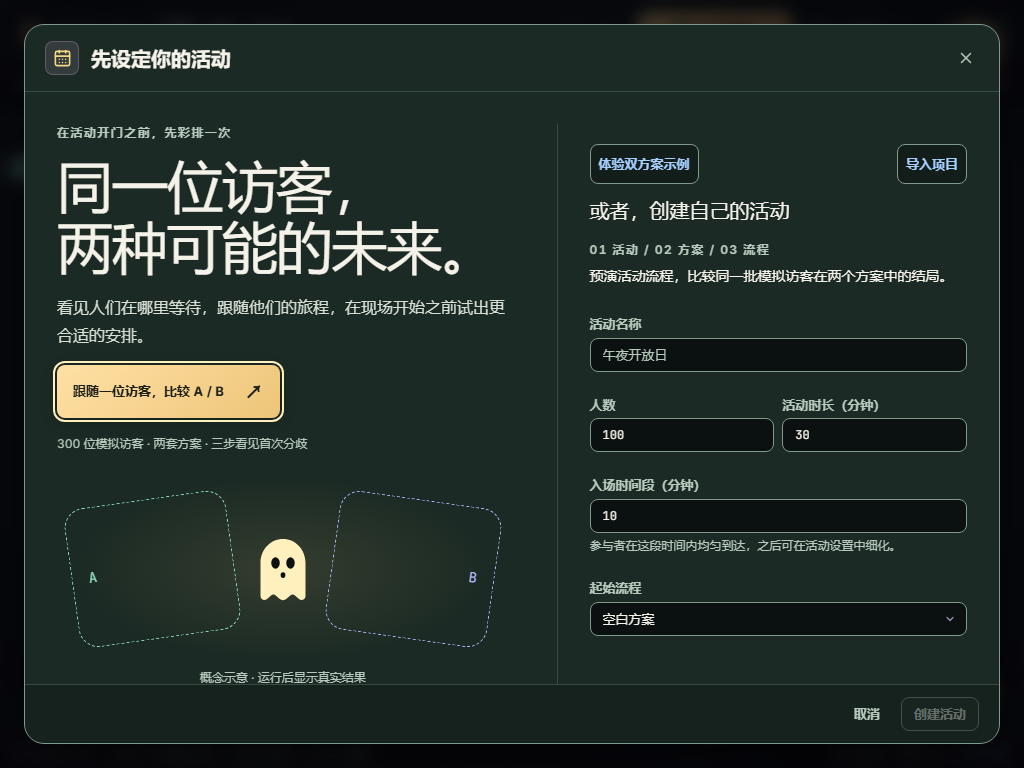 先设定你的活动
在活动开门之前，先彩排一次
同一位访客，
两种可能的未来。
看见人们在哪里等待，跟随他们的旅程，在现场开始之前试出更
合适的安排。
跟随一位访客，比较 A / B ↗
300 位模拟访客 · 两套方案 · 三步看见首次分歧
A
B
概念示意 · 运行后显示真实结果
体验双方案示例
导入项目
或者，创建自己的活动
01 活动 / 02 方案 / 03 流程
预演活动流程，比较同一批模拟访客在两个方案中的结局。
活动名称
午夜开放日
人数
活动时长（分钟）
100
30
入场时间段（分钟）
10
参与者在这段时间内均匀到达，之后可在活动设置中细化。
起始流程
空白方案
取消
创建活动